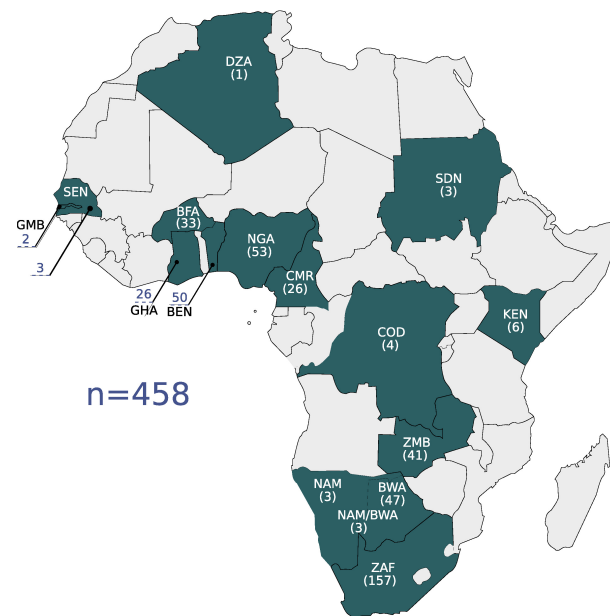 DZA
(1)
SDN
(3)
SEN
GMB
2
3
BFA
(33)
NGA
(53)
CMR
(26)
26
GHA
50
BEN
KEN
(6)
COD
(4)
n=458
ZMB
(41)
NAM
(3)
BWA
(47)
NAM/BWA
(3)
ZAF
(157)